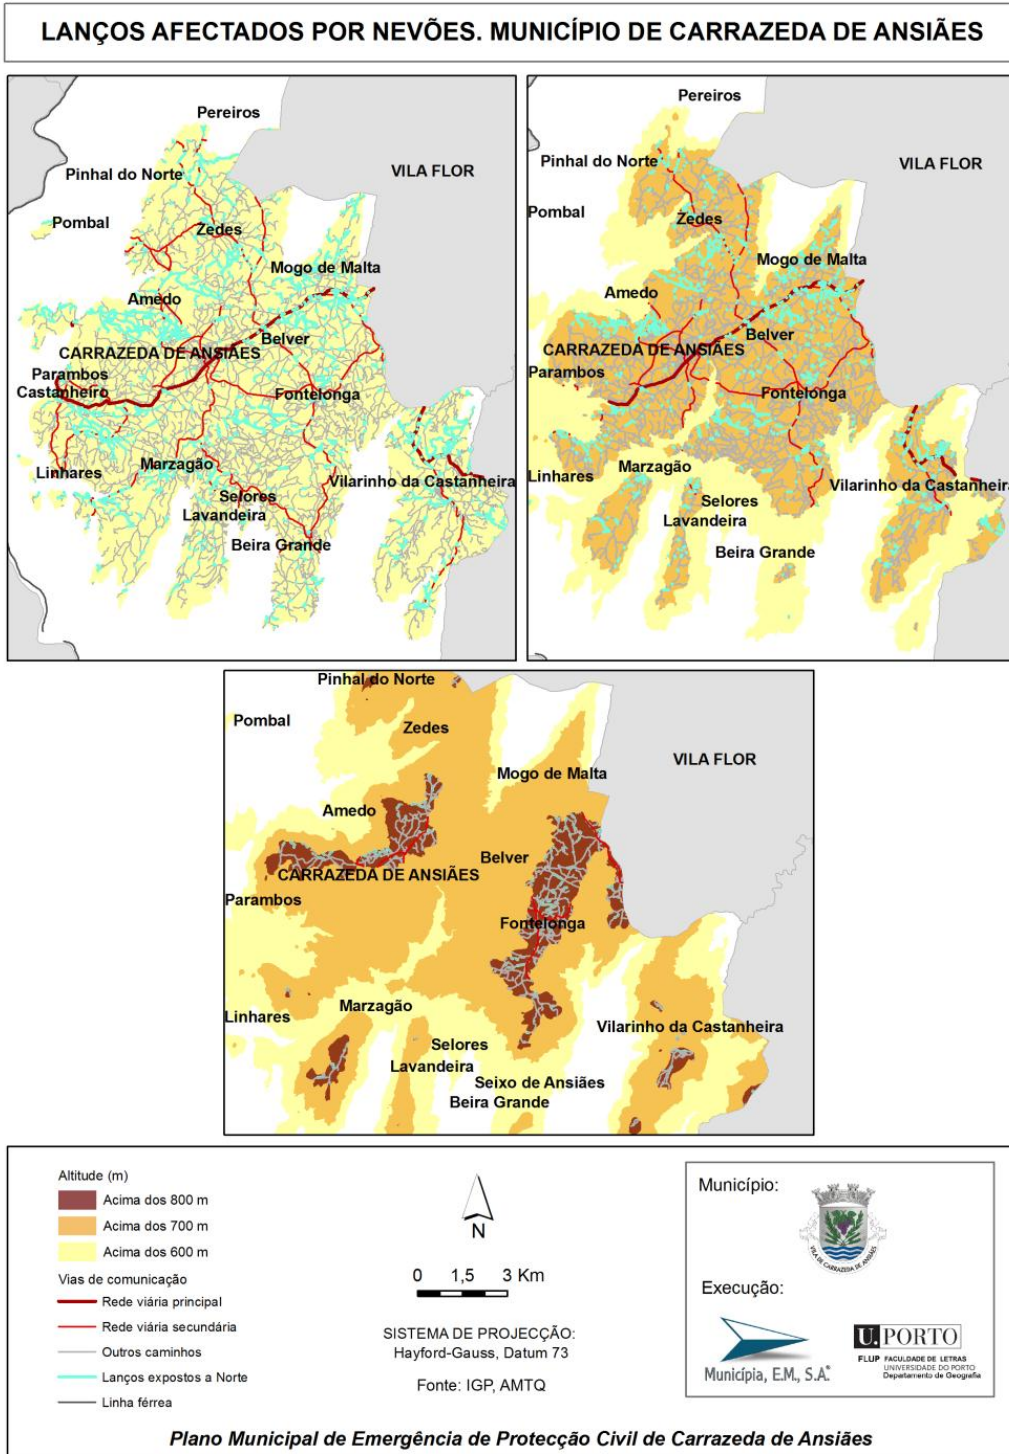 LANÇOS AFECTADOS POR NEVÕES. MUNICÍPIO DE CARRAZEDA DE ANSIÃES
Pereiros
VILA FLOR
Pinhal do Norte
Pombal
Zedes
Mogo de Malta
Amedo
Belver
CARRAZEDA DE ANSIÃES
Parambos
Castanheiro
Fontelonga
Linhares
Marzagão
Vilarinho da Castanheira
Selores
Lavandeira
Beira Grande
Pereiros
Pinhal do Norte
VILA FLOR
Pombal
Zedes
Mogo de Malta
Amedo
Belver
CARRAZEDA DE ANSIÃES
Parambos
Fontelonga
Linhares
Marzagão
Vilarinho da Castanheira
Selores
Lavandeira
Beira Grande
Pinhal do Norte
Pombal
Zedes
VILA FLOR
Mogo de Malta
Amedo
Belver
CARRAZEDA DE ANSIÃES
Parambos
Fontelonga
Marzagão
Linhares
Vilarinho da Castanheira
Selores
Lavandeira
Seixo de Ansiães
Beira Grande
Altitude (m)
Acima dos 800 m
Acima dos 700 m
Acima dos 600 m
Vias de comunicação
Rede viária principal
Rede viária secundária
Outros caminhos
Lanços expostos a Norte
Linha férrea
N
0 1,5 3 Km
SISTEMA DE PROJECÇÃO:
Hayford-Gauss, Datum 73
Fonte: IGP, AMTQ
Município:
VILA DE CARRAZEDA DE ANSIÃES
Execução:
Municípia, E.M., S.A.®
U. PORTO
FLUP FACULDADE DE LETRAS
UNIVERSIDADE DO PORTO
Departamento de Geografia
Plano Municipal de Emergência de Protecção Civil de Carrazeda de Ansiães